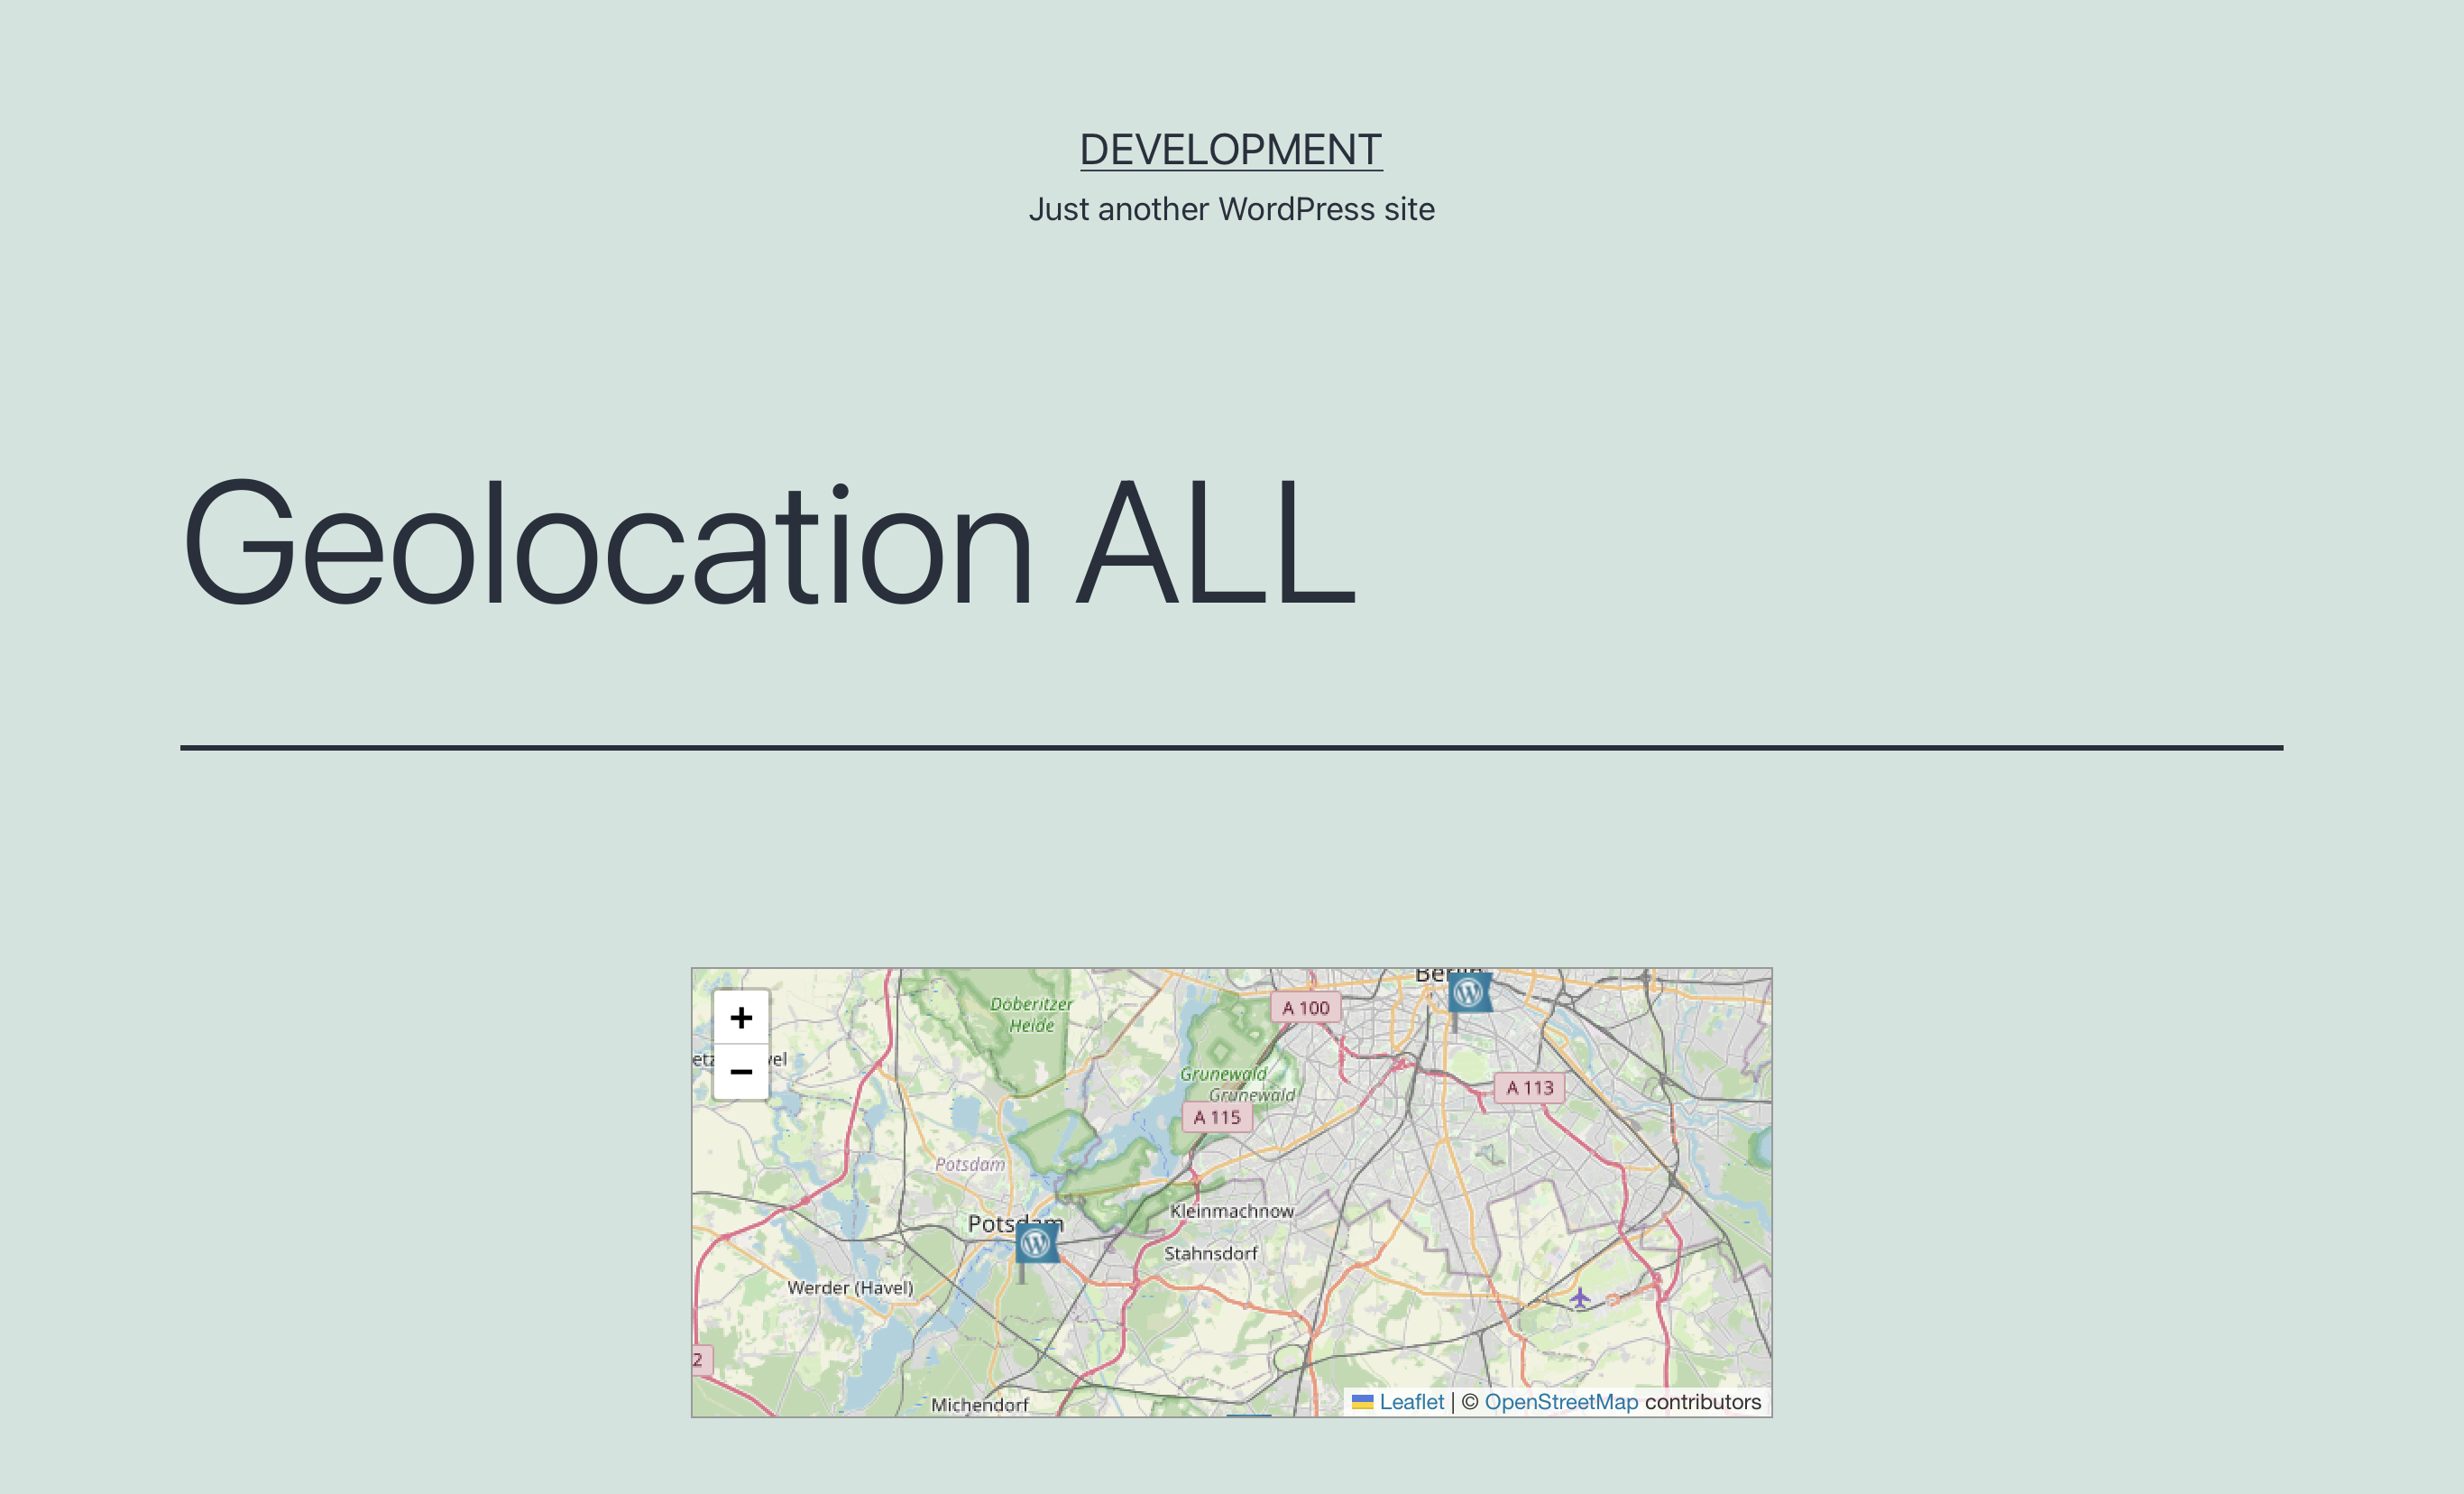 DEVELOPMENT
Just another WordPress site
Geolocation ALL
+
−
Berlin
Döberitzer
Heide
A 100
Grunewald
Grunewald
A 113
A 115
Potsdam
Potsdam
Kleinmachnow
Stahnsdorf
Werder (Havel)
2
Michendorf
Leaflet | © OpenStreetMap contributors